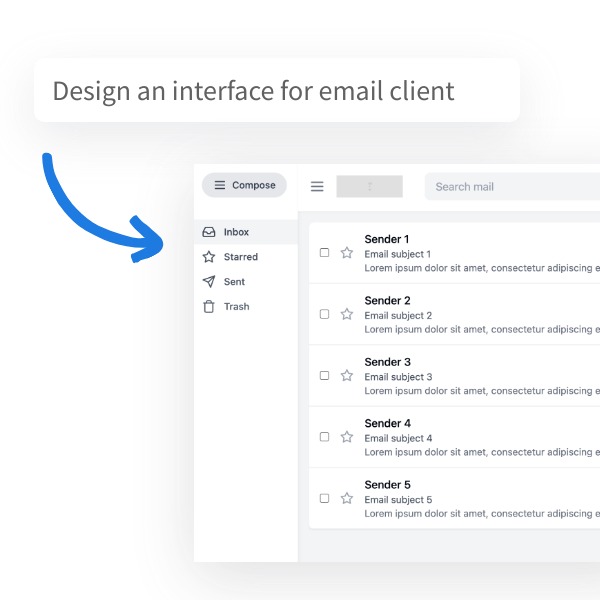 Design an interface for email client
Compose
Search mail
Inbox
Starred
Sent
Trash
Sender 1
Email subject 1
Lorem ipsum dolor sit amet, consectetur adipiscing e
Sender 2
Email subject 2
Lorem ipsum dolor sit amet, consectetur adipiscing e
Sender 3
Email subject 3
Lorem ipsum dolor sit amet, consectetur adipiscing e
Sender 4
Email subject 4
Lorem ipsum dolor sit amet, consectetur adipiscing e
Sender 5
Email subject 5
Lorem ipsum dolor sit amet, consectetur adipiscing e